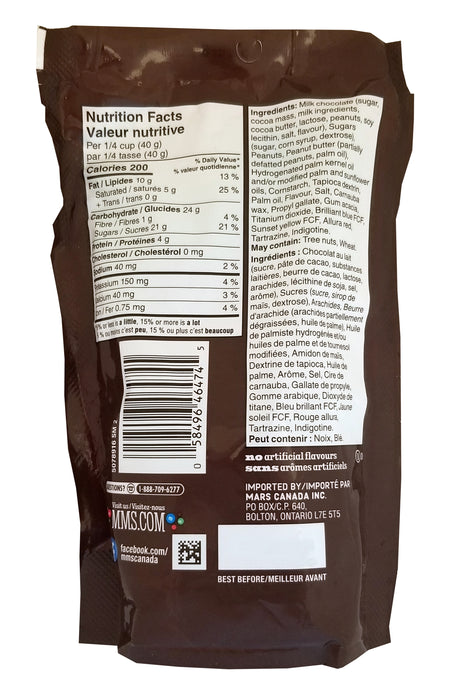 Nutrition Facts
Valeur nutritive
Per 1/4 cup (40 g)
par 1/4 tasse (40 g)
Calories 200
% Daily Value*
% valeur quotidienne*
Fat / Lipides 10 g 13 %
Saturated / saturés 5 g
+ Trans / trans 0 g 25 %
Carbohydrate / Glucides 24 g
Fibre / Fibres 1 g 4 %
Sugars / Sucres 21 g 21 %
Protein / Protéines 4 g
Cholesterol / Cholestérol 0 mg
Sodium 40 mg 2 %
Potassium 150 mg 4 %
Calcium 40 mg 3 %
Iron / Fer 0.75 mg 4 %
% or less is a little, 15% or more is a lot
ou moins c'est peu, 15 % ou plus c'est beaucoup
Ingredients: Milk chocolate (sugar,
cocoa mass, milk ingredients,
cocoa butter, lactose, peanuts, soy
lecithin, salt, flavour), Sugars
(sugar, corn syrup, dextrose),
Peanuts, Peanut butter (partially
defatted peanuts, palm oil),
Hydrogenated palm kernel oil
and/or modified palm and sunflower
oils, Cornstarch, Tapioca dextrin,
Palm oil, Flavour, Salt, Carnauba
wax, Propyl gallate, Gum acacia,
Titanium dioxide, Brilliant blue FCF,
Sunset yellow FCF, Allura red,
Tartrazine, Indigotine.
May contain: Tree nuts, Wheat.
Ingrédients : Chocolat au lait
(sucre, pâte de cacao, substances
laitières, beurre de cacao, lactose,
arachides, lécithine de soja, sel,
arôme), Sucres (sucre, sirop de
maïs, dextrose), Arachides, Beurre
d'arachide (arachides partiellement
dégraissées, huile de palme), Huile
de palmiste hydrogénée et/ou
huiles de palme et de tournesol
modifiées, Amidon de maïs,
Dextrine de tapioca, Huile de
palme, Arôme, Sel, Cire de
carnauba, Gallate de propyle,
Gomme arabique, Dioxyde de
titane, Bleu brillant FCF, Jaune
soleil FCF, Rouge allura,
Tartrazine, Indigotine.
Peut contenir : Noix, Blé.
0 58496 46474 5
5078916 SM 2
no artificial flavours
sans arômes artificiels
QUESTIONS? 1-888-709-6277
Visit us/Visitez-nous
MMS.COM
facebook.com/
mmscanada
IMPORTED BY/IMPORTÉ PAR
MARS CANADA INC.
PO BOX/C.P. 640,
BOLTON, ONTARIO L7E 5T5
BEST BEFORE/MEILLEUR AVANT